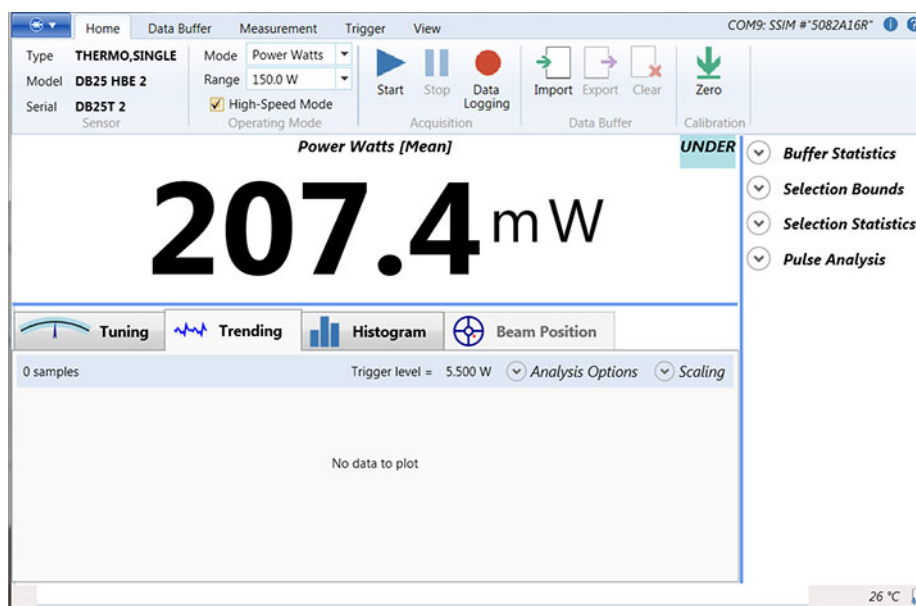 Home Data Buffer Measurement Trigger View COM9: SSIM #"5082A16R"
Type THERMO,SINGLE
Model DB25 HBE 2
Serial DB25T 2
Sensor
Mode Power Watts
Range 150.0 W
High-Speed Mode
Operating Mode
Start Stop Data Logging
Acquisition
Import Export Clear
Data Buffer
Zero
Calibration
Power Watts [Mean] UNDER
207.4 mW
Buffer Statistics
Selection Bounds
Selection Statistics
Pulse Analysis
Tuning Trending Histogram Beam Position
0 samples Trigger level = 5.500 W Analysis Options Scaling
No data to plot
26 °C